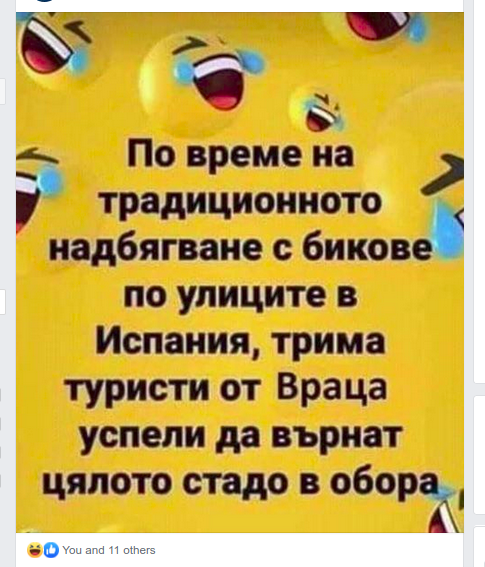 По време на
традиционното
надбягване с бикове
по улиците в
Испания, трима
туристи от Враца
успели да върнат
цялото стадо в обора
You and 11 others